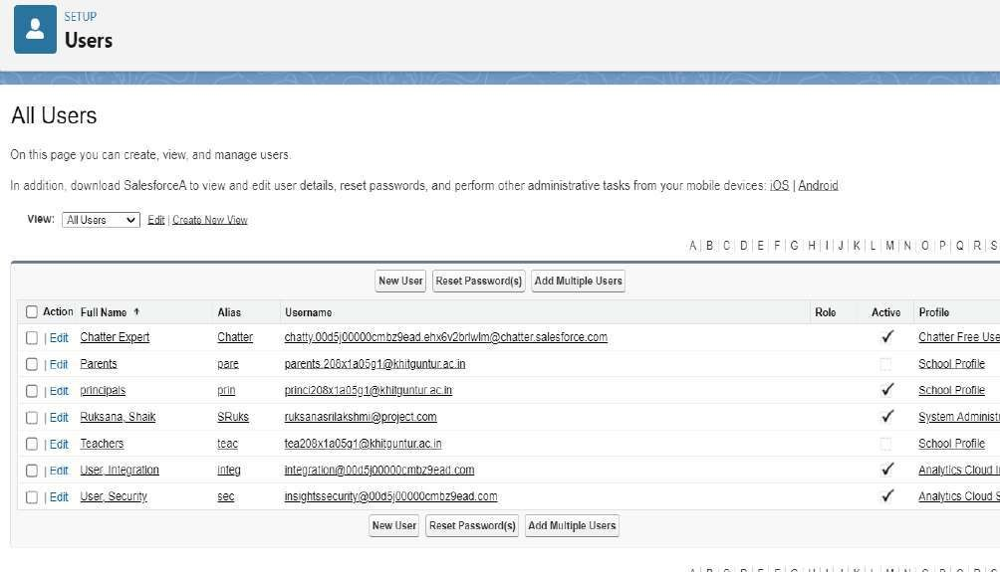 SETUP
Users
All Users
On this page you can create, view, and manage users.
In addition, download SalesforceA to view and edit user details, reset passwords, and perform other administrative tasks from your mobile devices: iOS | Android
View: All Users Edit | Create New View
A | B | C | D | E | F | G | H | I | J | K | L | M | N | O | P | Q | R | S
New User Reset Password(s) Add Multiple Users
Action Full Name ↑ Alias Username Role Active Profile
| Edit Chatter Expert Chatter chatty.00d5j00000cmbz9ead.ehx6v2brlwlm@chatter.salesforce.com ✓ Chatter Free Use
| Edit Parents pare parents.208x1a05g1@khitguntur.ac.in School Profile
| Edit principals prin princi208x1a05g1@khitguntur.ac.in ✓ School Profile
| Edit Ruksana, Shaik SRuks ruksanasrilakshmi@project.com ✓ System Administr
| Edit Teachers teac tea208x1a05g1@khitguntur.ac.in School Profile
| Edit User, Integration integ integration@00d5j00000cmbz9ead.com ✓ Analytics Cloud I
| Edit User, Security sec insightssecurity@00d5j00000cmbz9ead.com ✓ Analytics Cloud S
New User Reset Password(s) Add Multiple Users